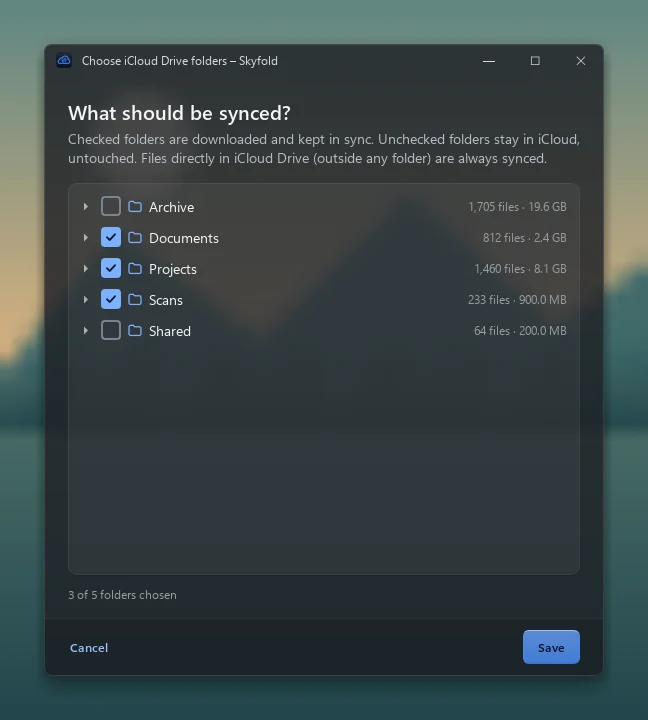 Choose iCloud Drive folders – Skyfold
What should be synced?
Checked folders are downloaded and kept in sync. Unchecked folders stay in iCloud,
untouched. Files directly in iCloud Drive (outside any folder) are always synced.
Archive 1,705 files · 19.6 GB
Documents 812 files · 2.4 GB
Projects 1,460 files · 8.1 GB
Scans 233 files · 900.0 MB
Shared 64 files · 200.0 MB
3 of 5 folders chosen
Cancel Save